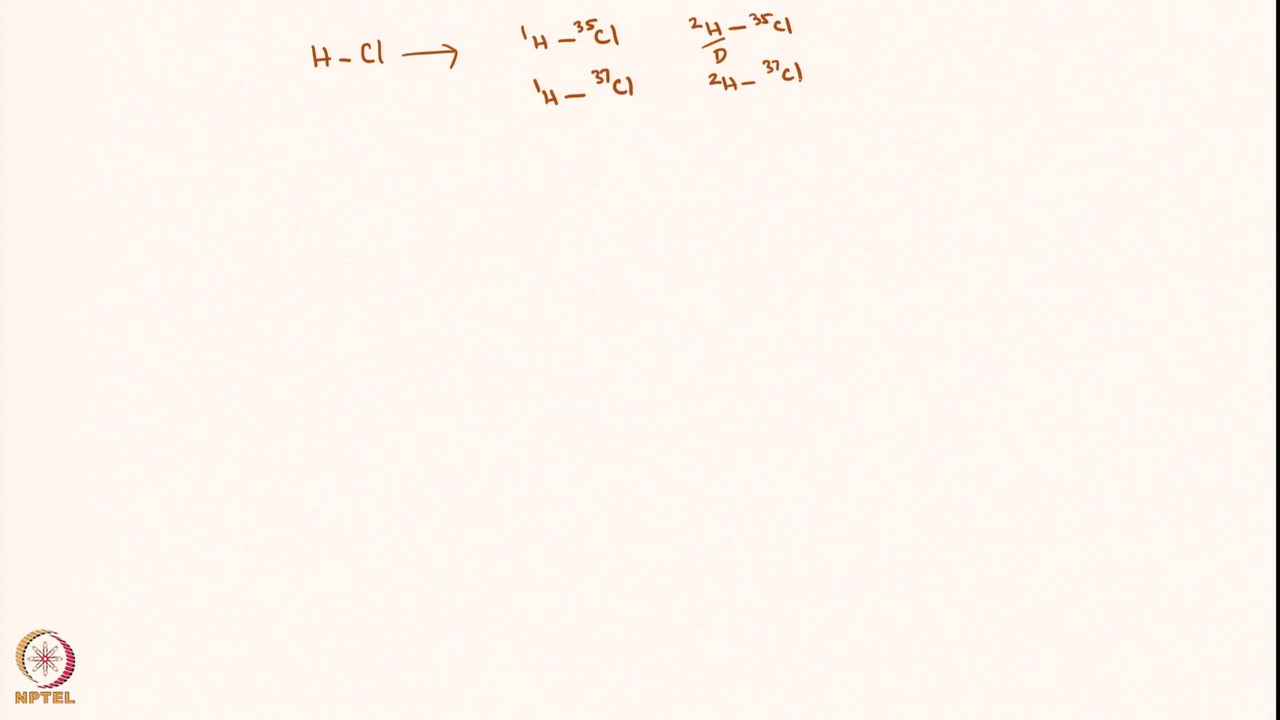 H - Cl ⟶ ¹H - ³⁵Cl ²H - ³⁵Cl
D
¹H - ³⁷Cl ²H - ³⁷Cl
NPTEL